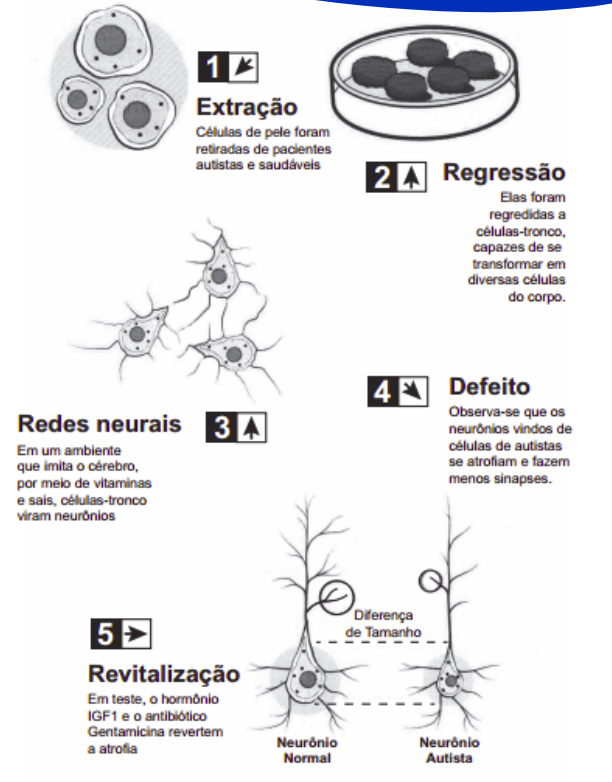 1
Extração
Células de pele foram
retiradas de pacientes
autistas e saudáveis
2
Regressão
Elas foram
regredidas a
células-tronco,
capazes de se
transformar em
diversas células
do corpo.
Redes neurais
3
Em um ambiente
que imita o cérebro,
por meio de vitaminas
e sais, células-tronco
viram neurônios
4
Defeito
Observa-se que os
neurônios vindos de
células de autistas
se atrofiam e fazem
menos sinapses.
5
Revitalização
Em teste, o hormônio
IGF1 e o antibiótico
Gentamicina revertem
a atrofia
Diferença
de Tamanho
Neurônio
Normal
Neurônio
Autista